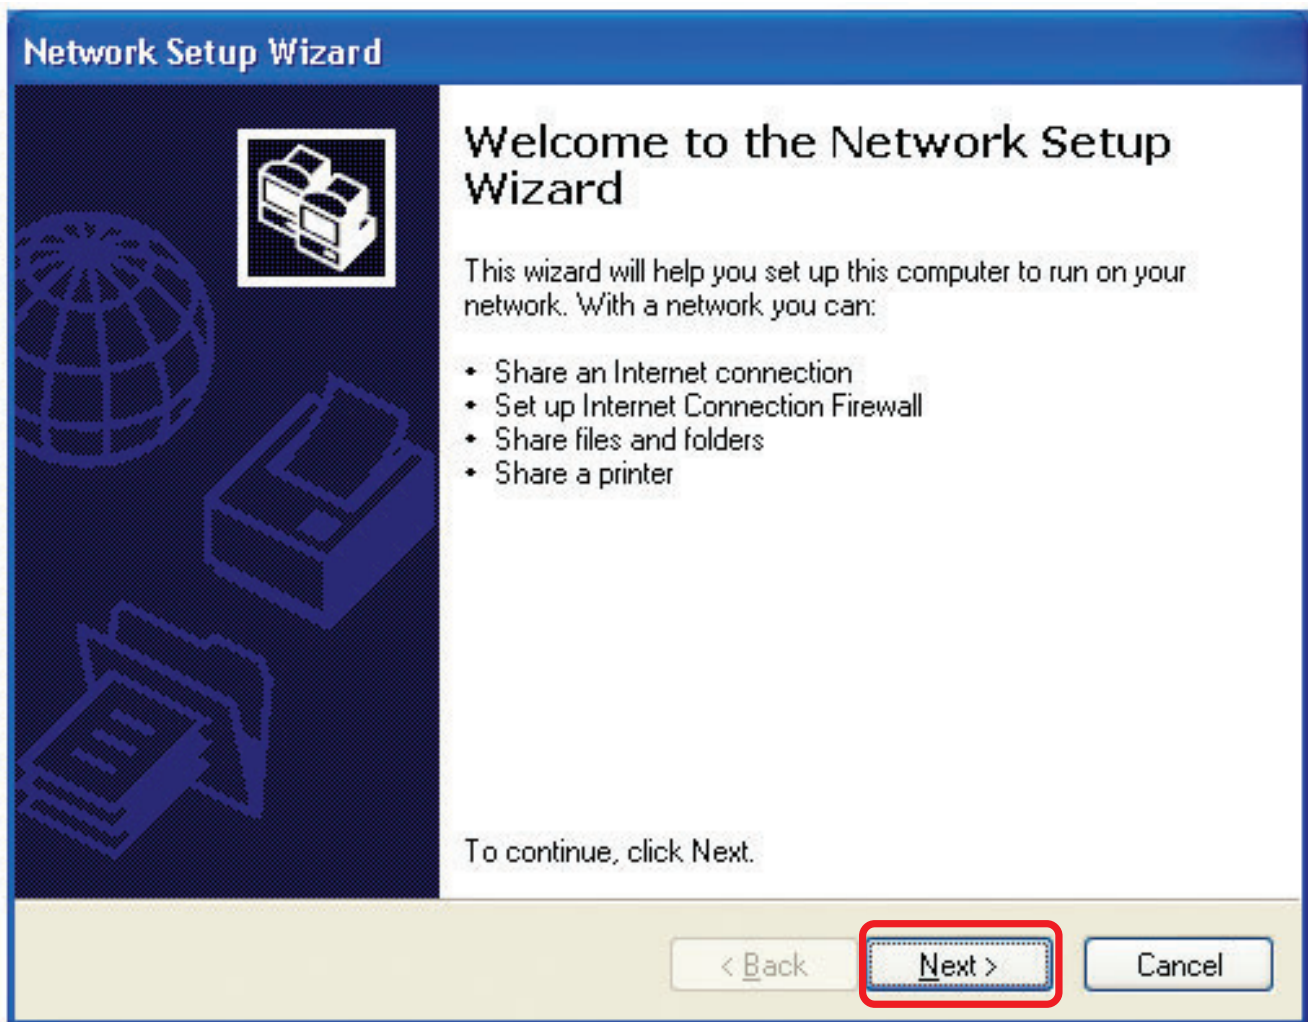 Network Setup Wizard
Welcome to the Network Setup
Wizard
This wizard will help you set up this computer to run on your
network. With a network you can:
• Share an Internet connection
• Set up Internet Connection Firewall
• Share files and folders
• Share a printer
To continue, click Next.
< Back Next > Cancel